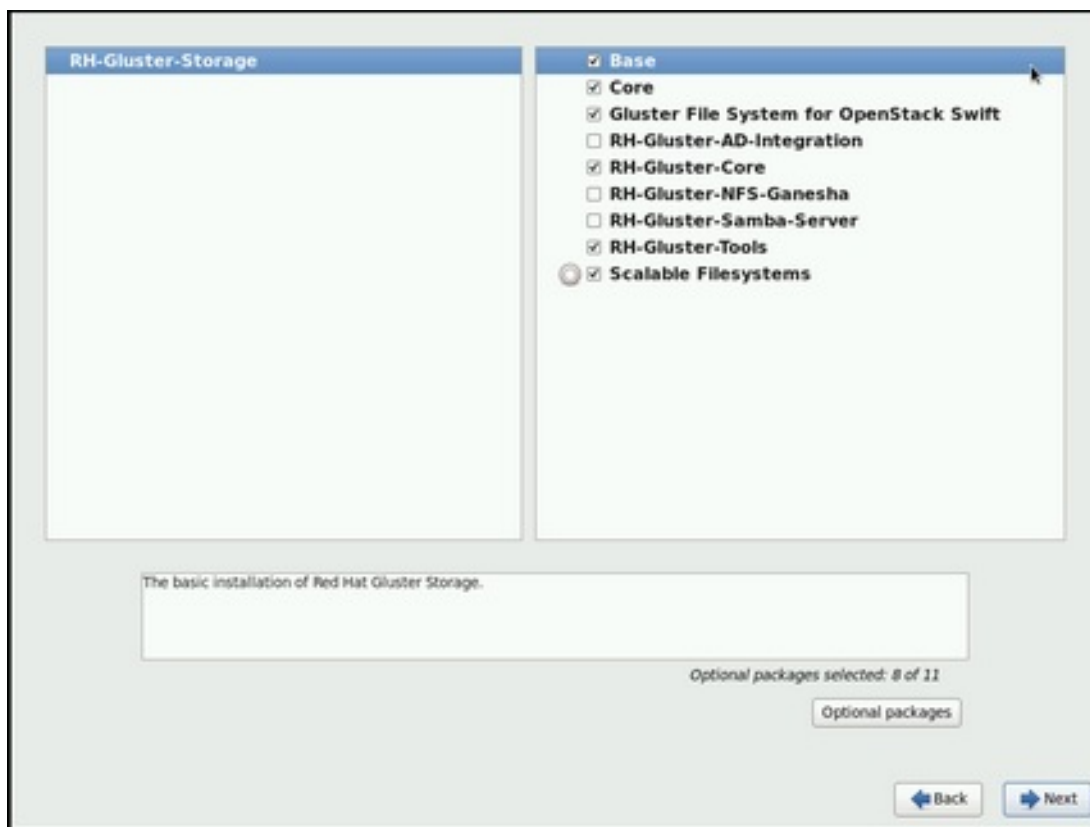 RH-Gluster-Storage
Base
Core
Gluster File System for OpenStack Swift
RH-Gluster-AD-Integration
RH-Gluster-Core
RH-Gluster-NFS-Ganesha
RH-Gluster-Samba-Server
RH-Gluster-Tools
Scalable Filesystems
The basic installation of Red Hat Gluster Storage.
Optional packages selected: 8 of 11
Optional packages
Back
Next